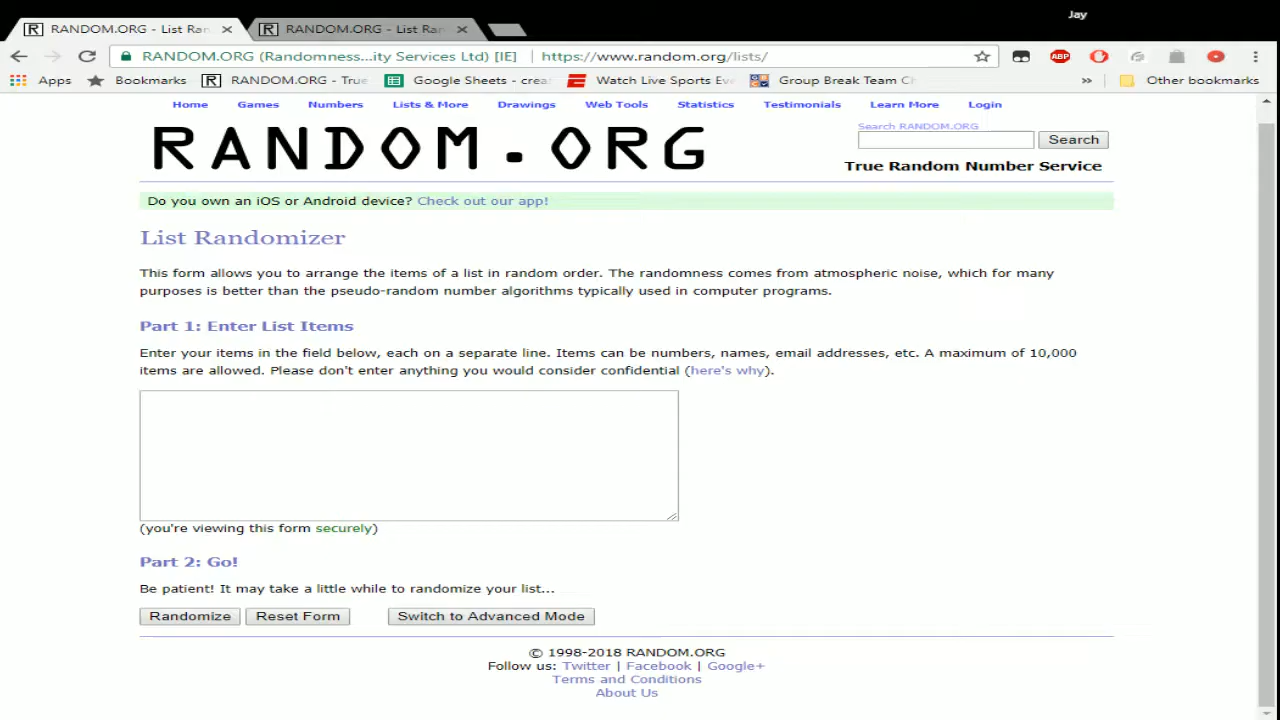 Jay
RANDOM.ORG - List Ran
RANDOM.ORG - List Ran
RANDOM.ORG (Randomness...ity Services Ltd) [IE] | https://www.random.org/lists/
ABP
Apps Bookmarks RANDOM.ORG - True Google Sheets - crea Watch Live Sports Eve Group Break Team Ch » Other bookmarks
Home Games Numbers Lists & More Drawings Web Tools Statistics Testimonials Learn More Login
RANDOM.ORG
Search RANDOM.ORG
Search
True Random Number Service
Do you own an iOS or Android device? Check out our app!
List Randomizer
This form allows you to arrange the items of a list in random order. The randomness comes from atmospheric noise, which for many
purposes is better than the pseudo-random number algorithms typically used in computer programs.
Part 1: Enter List Items
Enter your items in the field below, each on a separate line. Items can be numbers, names, email addresses, etc. A maximum of 10,000
items are allowed. Please don't enter anything you would consider confidential (here's why).
(you're viewing this form securely)
Part 2: Go!
Be patient! It may take a little while to randomize your list...
Randomize Reset Form Switch to Advanced Mode
© 1998-2018 RANDOM.ORG
Follow us: Twitter | Facebook | Google+
Terms and Conditions
About Us